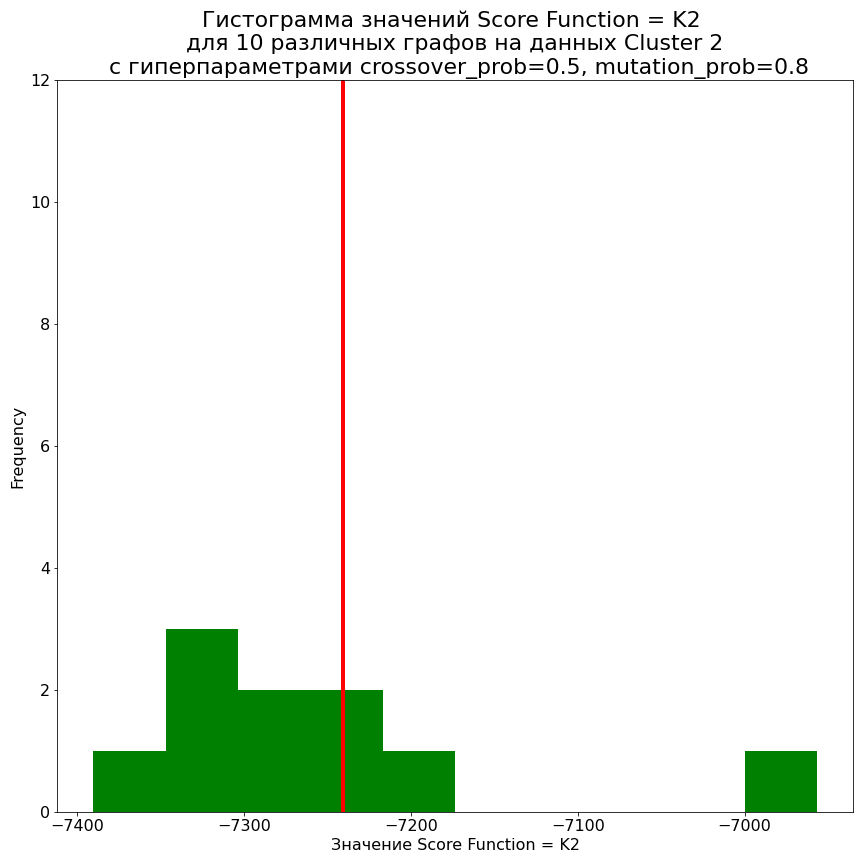 Гистограмма значений Score Function = K2
для 10 различных графов на данных Cluster 2
с гиперпараметрами crossover_prob=0.5, mutation_prob=0.8
12
10
8
6
4
2
0
Frequency
−7400 −7300 −7200 −7100 −7000
Значение Score Function = K2